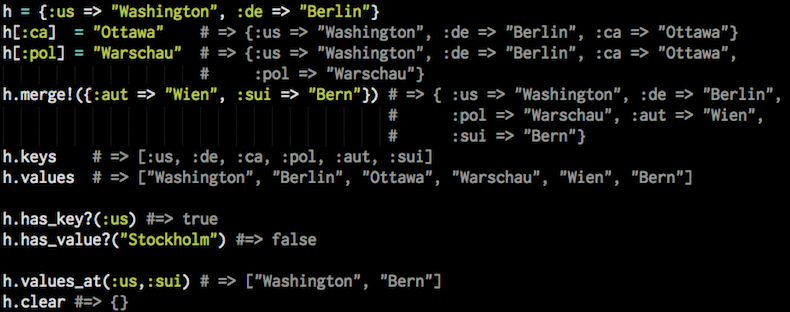 h = {:us => "Washington", :de => "Berlin"}
h[:ca]  = "Ottawa"    # => {:us => "Washington", :de => "Berlin", :ca => "Ottawa"}
h[:pol] = "Warschau"  # => {:us => "Washington", :de => "Berlin", :ca => "Ottawa",
                      #     :pol => "Warschau"}
h.merge!({:aut => "Wien", :sui => "Bern"}) # => { :us => "Washington", :de => "Berlin",
                                           #      :pol => "Warschau", :aut => "Wien",
                                           #      :sui => "Bern"}
h.keys    # => [:us, :de, :ca, :pol, :aut, :sui]
h.values  # => ["Washington", "Berlin", "Ottawa", "Warschau", "Wien", "Bern"]
h.has_key?(:us) #=> true
h.has_value?("Stockholm") #=> false
h.values_at(:us,:sui) # => ["Washington", "Bern"]
h.clear #=> {}